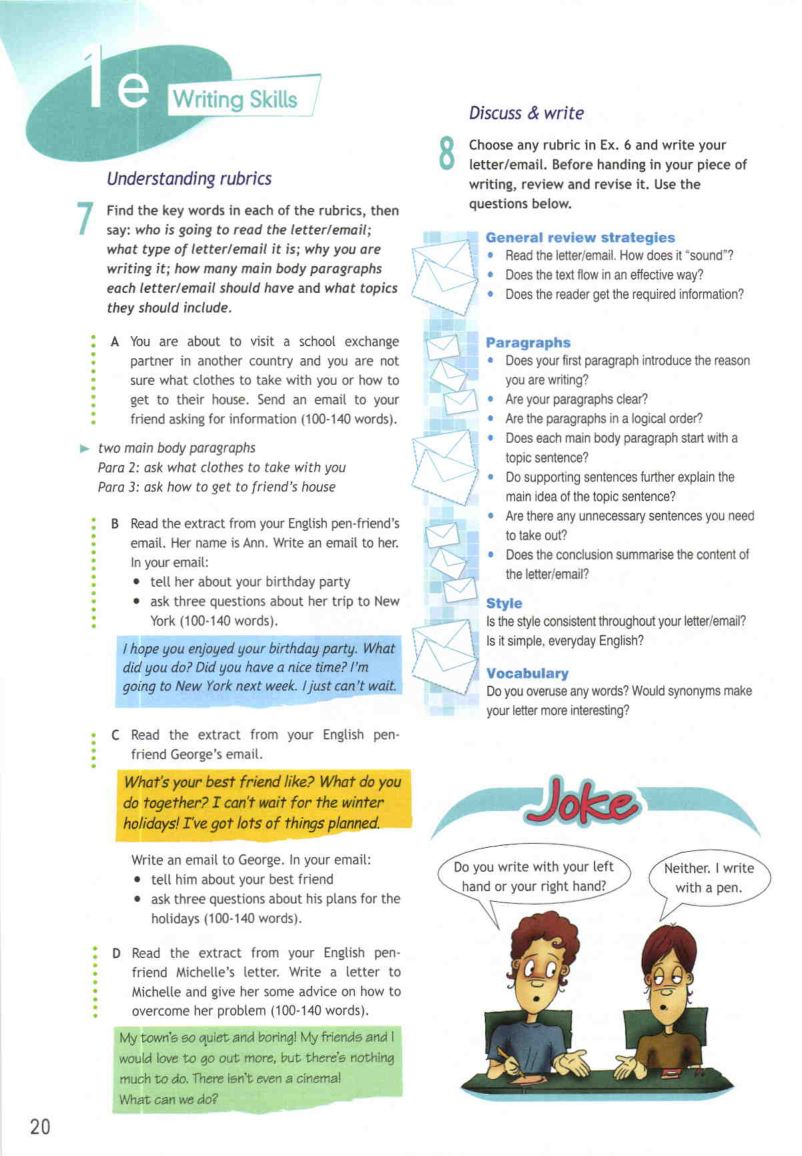 1e Writing Skills
Understanding rubrics
7 Find the key words in each of the rubrics, then
say: who is going to read the letter/email;
what type of letter/email it is; why you are
writing it; how many main body paragraphs
each letter/email should have and what topics
they should include.
A You are about to visit a school exchange
partner in another country and you are not
sure what clothes to take with you or how to
get to their house. Send an email to your
friend asking for information (100-140 words).
► two main body paragraphs
Para 2: ask what clothes to take with you
Para 3: ask how to get to friend's house
B Read the extract from your English pen-friend's
email. Her name is Ann. Write an email to her.
In your email:
• tell her about your birthday party
• ask three questions about her trip to New
York (100-140 words).
I hope you enjoyed your birthday party. What
did you do? Did you have a nice time? I'm
going to New York next week. I just can't wait.
C Read the extract from your English pen-
friend George's email.
What's your best friend like? What do you
do together? I can't wait for the winter
holidays! I've got lots of things planned.
Write an email to George. In your email:
• tell him about your best friend
• ask three questions about his plans for the
holidays (100-140 words).
D Read the extract from your English pen-
friend Michelle's letter. Write a letter to
Michelle and give her some advice on how to
overcome her problem (100-140 words).
My town's so quiet and boring! My friends and I
would love to go out more, but there's nothing
much to do. There isn't even a cinema!
What can we do?
20
Discuss & write
8 Choose any rubric in Ex. 6 and write your
letter/email. Before handing in your piece of
writing, review and revise it. Use the
questions below.
General review strategies
• Read the letter/email. How does it "sound"?
• Does the text flow in an effective way?
• Does the reader get the required information?
Paragraphs
• Does your first paragraph introduce the reason
you are writing?
• Are your paragraphs clear?
• Are the paragraphs in a logical order?
• Does each main body paragraph start with a
topic sentence?
• Do supporting sentences further explain the
main idea of the topic sentence?
• Are there any unnecessary sentences you need
to take out?
• Does the conclusion summarise the content of
the letter/email?
Style
Is the style consistent throughout your letter/email?
Is it simple, everyday English?
Vocabulary
Do you overuse any words? Would synonyms make
your letter more interesting?
Joke
Do you write with your left
hand or your right hand?
Neither. I write
with a pen.